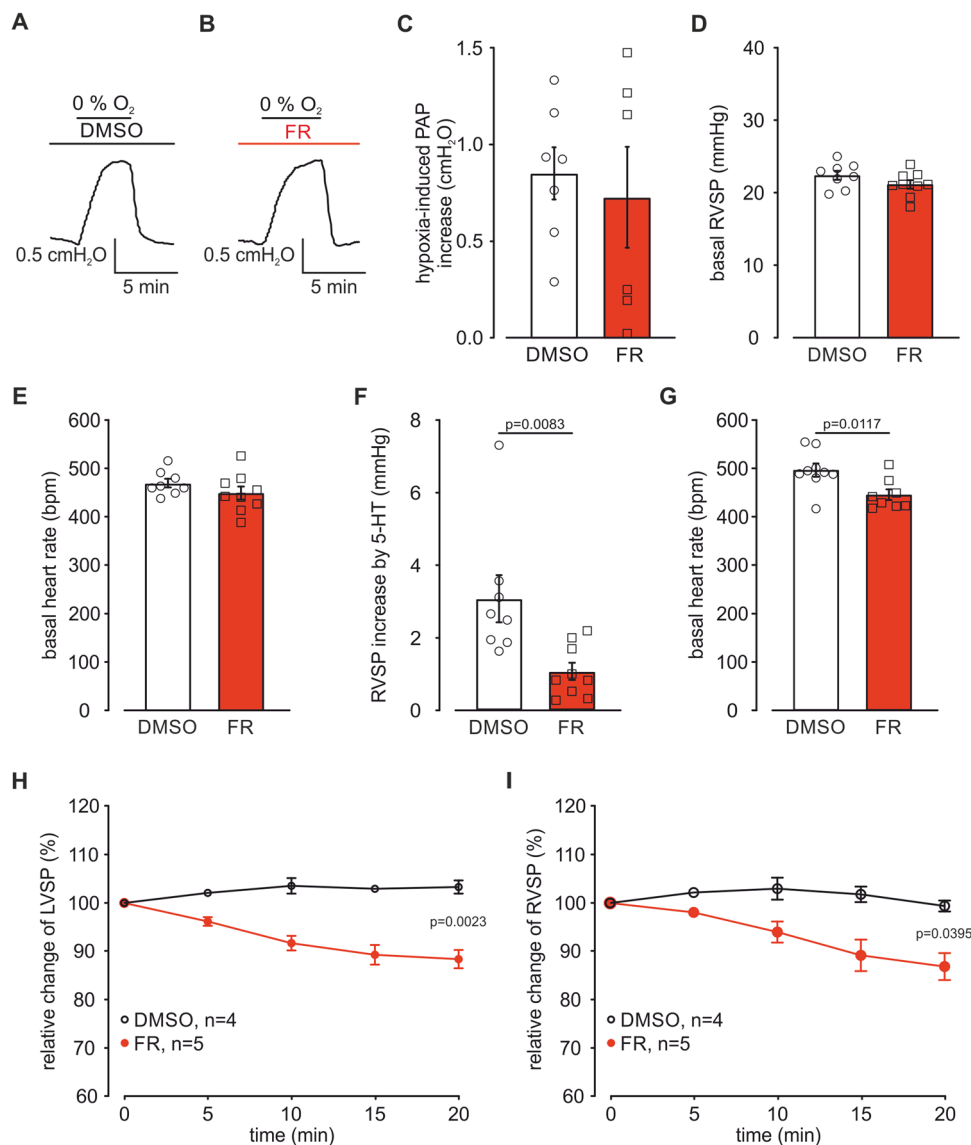 A
0 % O₂
DMSO
0.5 cmH₂O
5 min
B
0 % O₂
FR
0.5 cmH₂O
5 min
C
hypoxia-induced PAP
increase (cmH₂O)
1.5
1.0
0.5
0.0
DMSO
FR
D
basal RVSP (mmHg)
40
30
20
10
0
DMSO
FR
E
basal heart rate (bpm)
600
500
400
300
200
100
0
DMSO
FR
F
RVSP increase by 5-HT (mmHg)
8
6
4
2
0
p=0.0083
DMSO
FR
G
basal heart rate (bpm)
600
500
400
300
200
100
0
p=0.0117
DMSO
FR
H
relative change of LVSP (%)
120
110
100
90
80
70
60
p=0.0023
DMSO, n=4
FR, n=5
0
5
10
15
20
time (min)
I
relative change of RVSP (%)
120
110
100
90
80
70
60
p=0.0395
DMSO, n=4
FR, n=5
0
5
10
15
20
time (min)